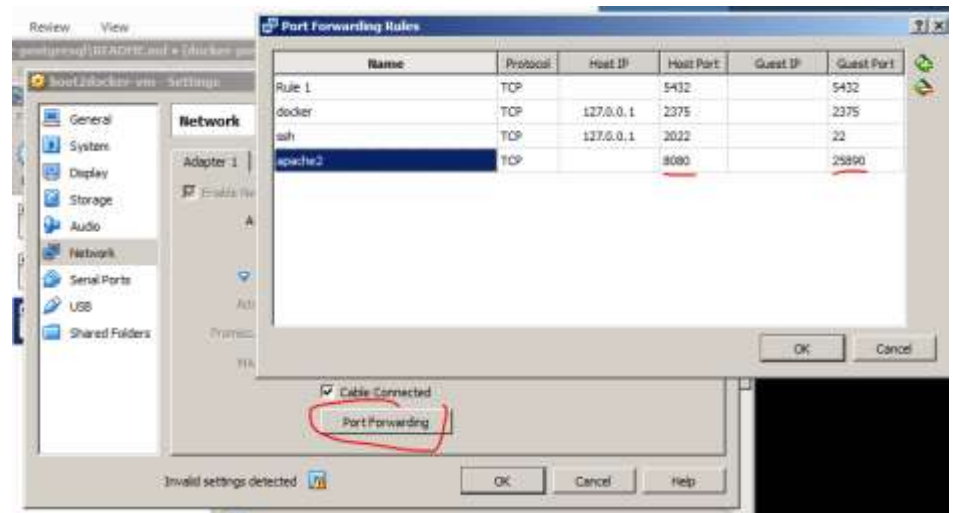 Review View
Port Forwarding Rules
boot2docker-vm - Settings
Name Protocol Host IP Host Port Guest IP Guest Port
Rule 1 TCP 5432 5432
docker TCP 127.0.0.1 2375 2375
ssh TCP 127.0.0.1 2022 22
apache2 TCP 8080 25890
OK Cancel
General
System
Display
Storage
Audio
Network
Serial Ports
USB
Shared Folders
Network
Adapter 1
Cable Connected
Port Forwarding
Invalid settings detected
OK Cancel Help